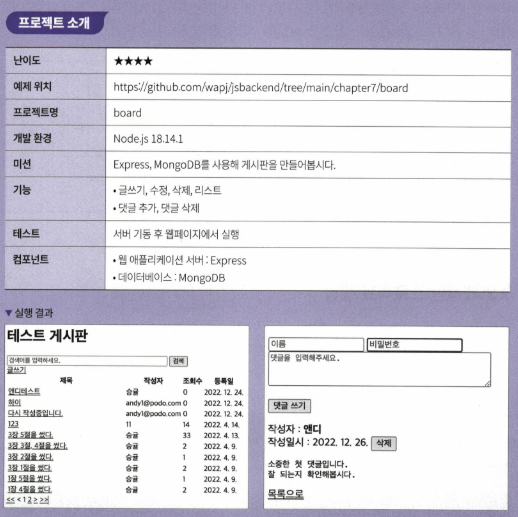 프로젝트 소개
난이도 ★★★★
예제 위치 https://github.com/wapj/jsbackend/tree/main/chapter7/board
프로젝트명 board
개발 환경 Node.js 18.14.1
미션 Express, MongoDB를 사용해 게시판을 만들어봅시다.
기능 • 글쓰기, 수정, 삭제, 리스트
• 댓글 추가, 댓글 삭제
테스트 서버 기동 후 웹페이지에서 실행
컴포넌트 • 웹 애플리케이션 서버 : Express
• 데이터베이스 : MongoDB
▼ 실행 결과
테스트 게시판
검색어를 입력하세요. 검색
글쓰기
제목 작성자 조회수 등록일
앤디테스트 승귤 0 2022. 12. 24.
하이 andy1@podo.com 0 2022. 12. 24.
다시 작성중입니다. andy1@podo.com 0 2022. 12. 24.
123 11 14 2022. 4. 14.
3장 5절을 썼다. 승귤 33 2022. 4. 13.
3장 3절, 4절을 썼다. 승귤 2 2022. 4. 9.
3장 2절을 썼다. 승귤 1 2022. 4. 9.
3장 1절을 썼다. 승귤 2 2022. 4. 9.
1장 5절을 썼다. 승귤 1 2022. 4. 9.
1장 4절을 썼다. 승귤 2 2022. 4. 9.
<< < 1 2 > >>
이름 비밀번호
댓글을 입력해주세요.
댓글 쓰기
작성자 : 앤디
작성일시 : 2022. 12. 26. 삭제
소중한 첫 댓글입니다.
잘 되는지 확인해봅시다.
목록으로